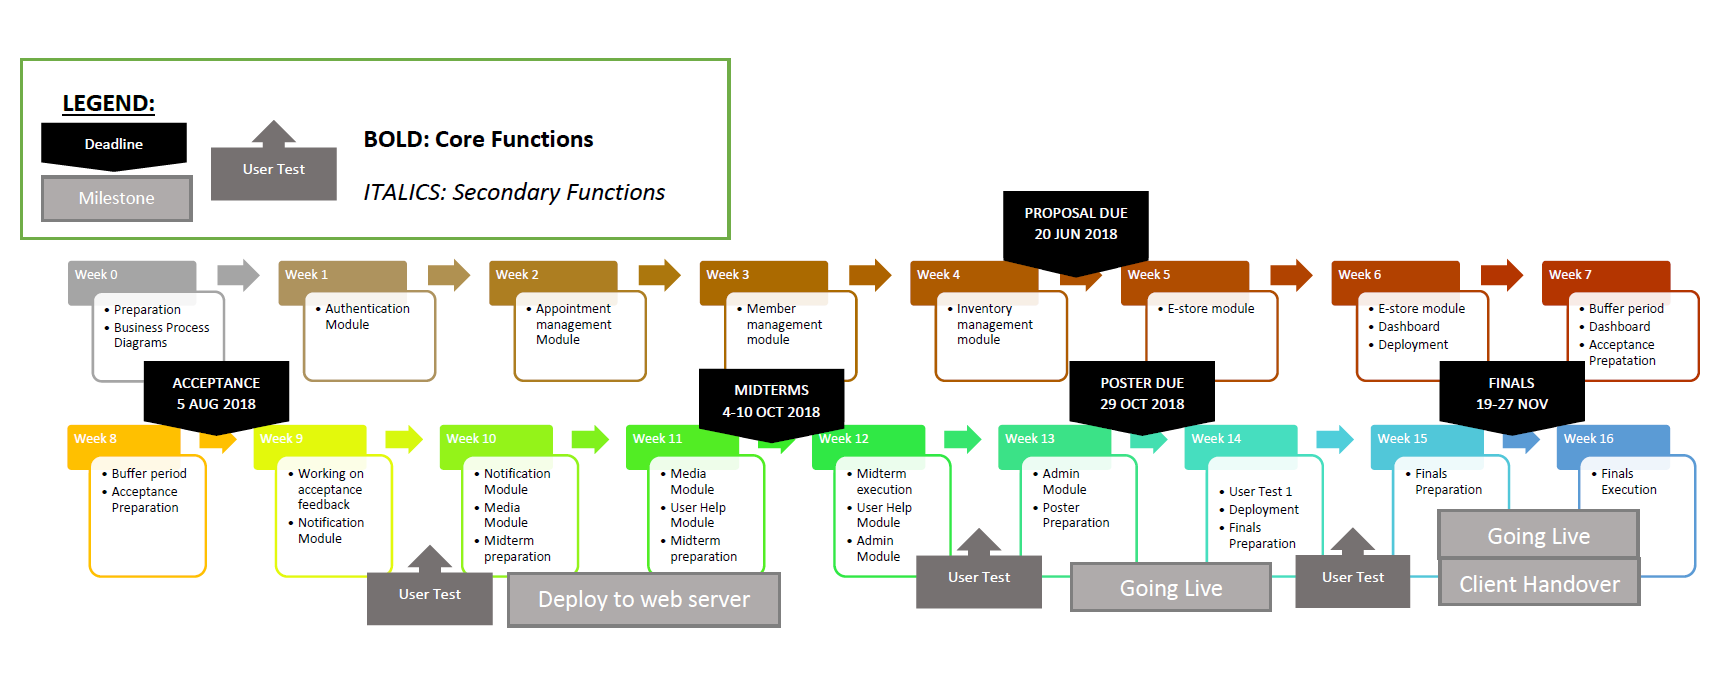 LEGEND:
Deadline
Milestone
User Test
BOLD: Core Functions
ITALICS: Secondary Functions
PROPOSAL DUE
20 JUN 2018
Week 0
• Preparation
• Business Process
Diagrams
Week 1
• Authentication
Module
Week 2
• Appointment
management
Module
Week 3
• Member
management
module
Week 4
• Inventory
management
module
Week 5
• E-store module
Week 6
• E-store module
• Dashboard
• Deployment
Week 7
• Buffer period
• Dashboard
• Acceptance
Prepatation
ACCEPTANCE
5 AUG 2018
MIDTERMS
4-10 OCT 2018
POSTER DUE
29 OCT 2018
FINALS
19-27 NOV
Week 8
• Buffer period
• Acceptance
Preparation
Week 9
• Working on
acceptance
feedback
• Notification
Module
Week 10
• Notification
Module
• Media
Module
• Midterm
preparation
Week 11
• Media
Module
• User Help
Module
• Midterm
preparation
Week 12
• Midterm
execution
• User Help
Module
• Admin
Module
Week 13
• Admin
Module
• Poster
Preparation
Week 14
• User Test 1
• Deployment
• Finals
Preparation
Week 15
• Finals
Preparation
Week 16
• Finals
Execution
User Test
Deploy to web server
User Test
Going Live
User Test
Going Live
Client Handover